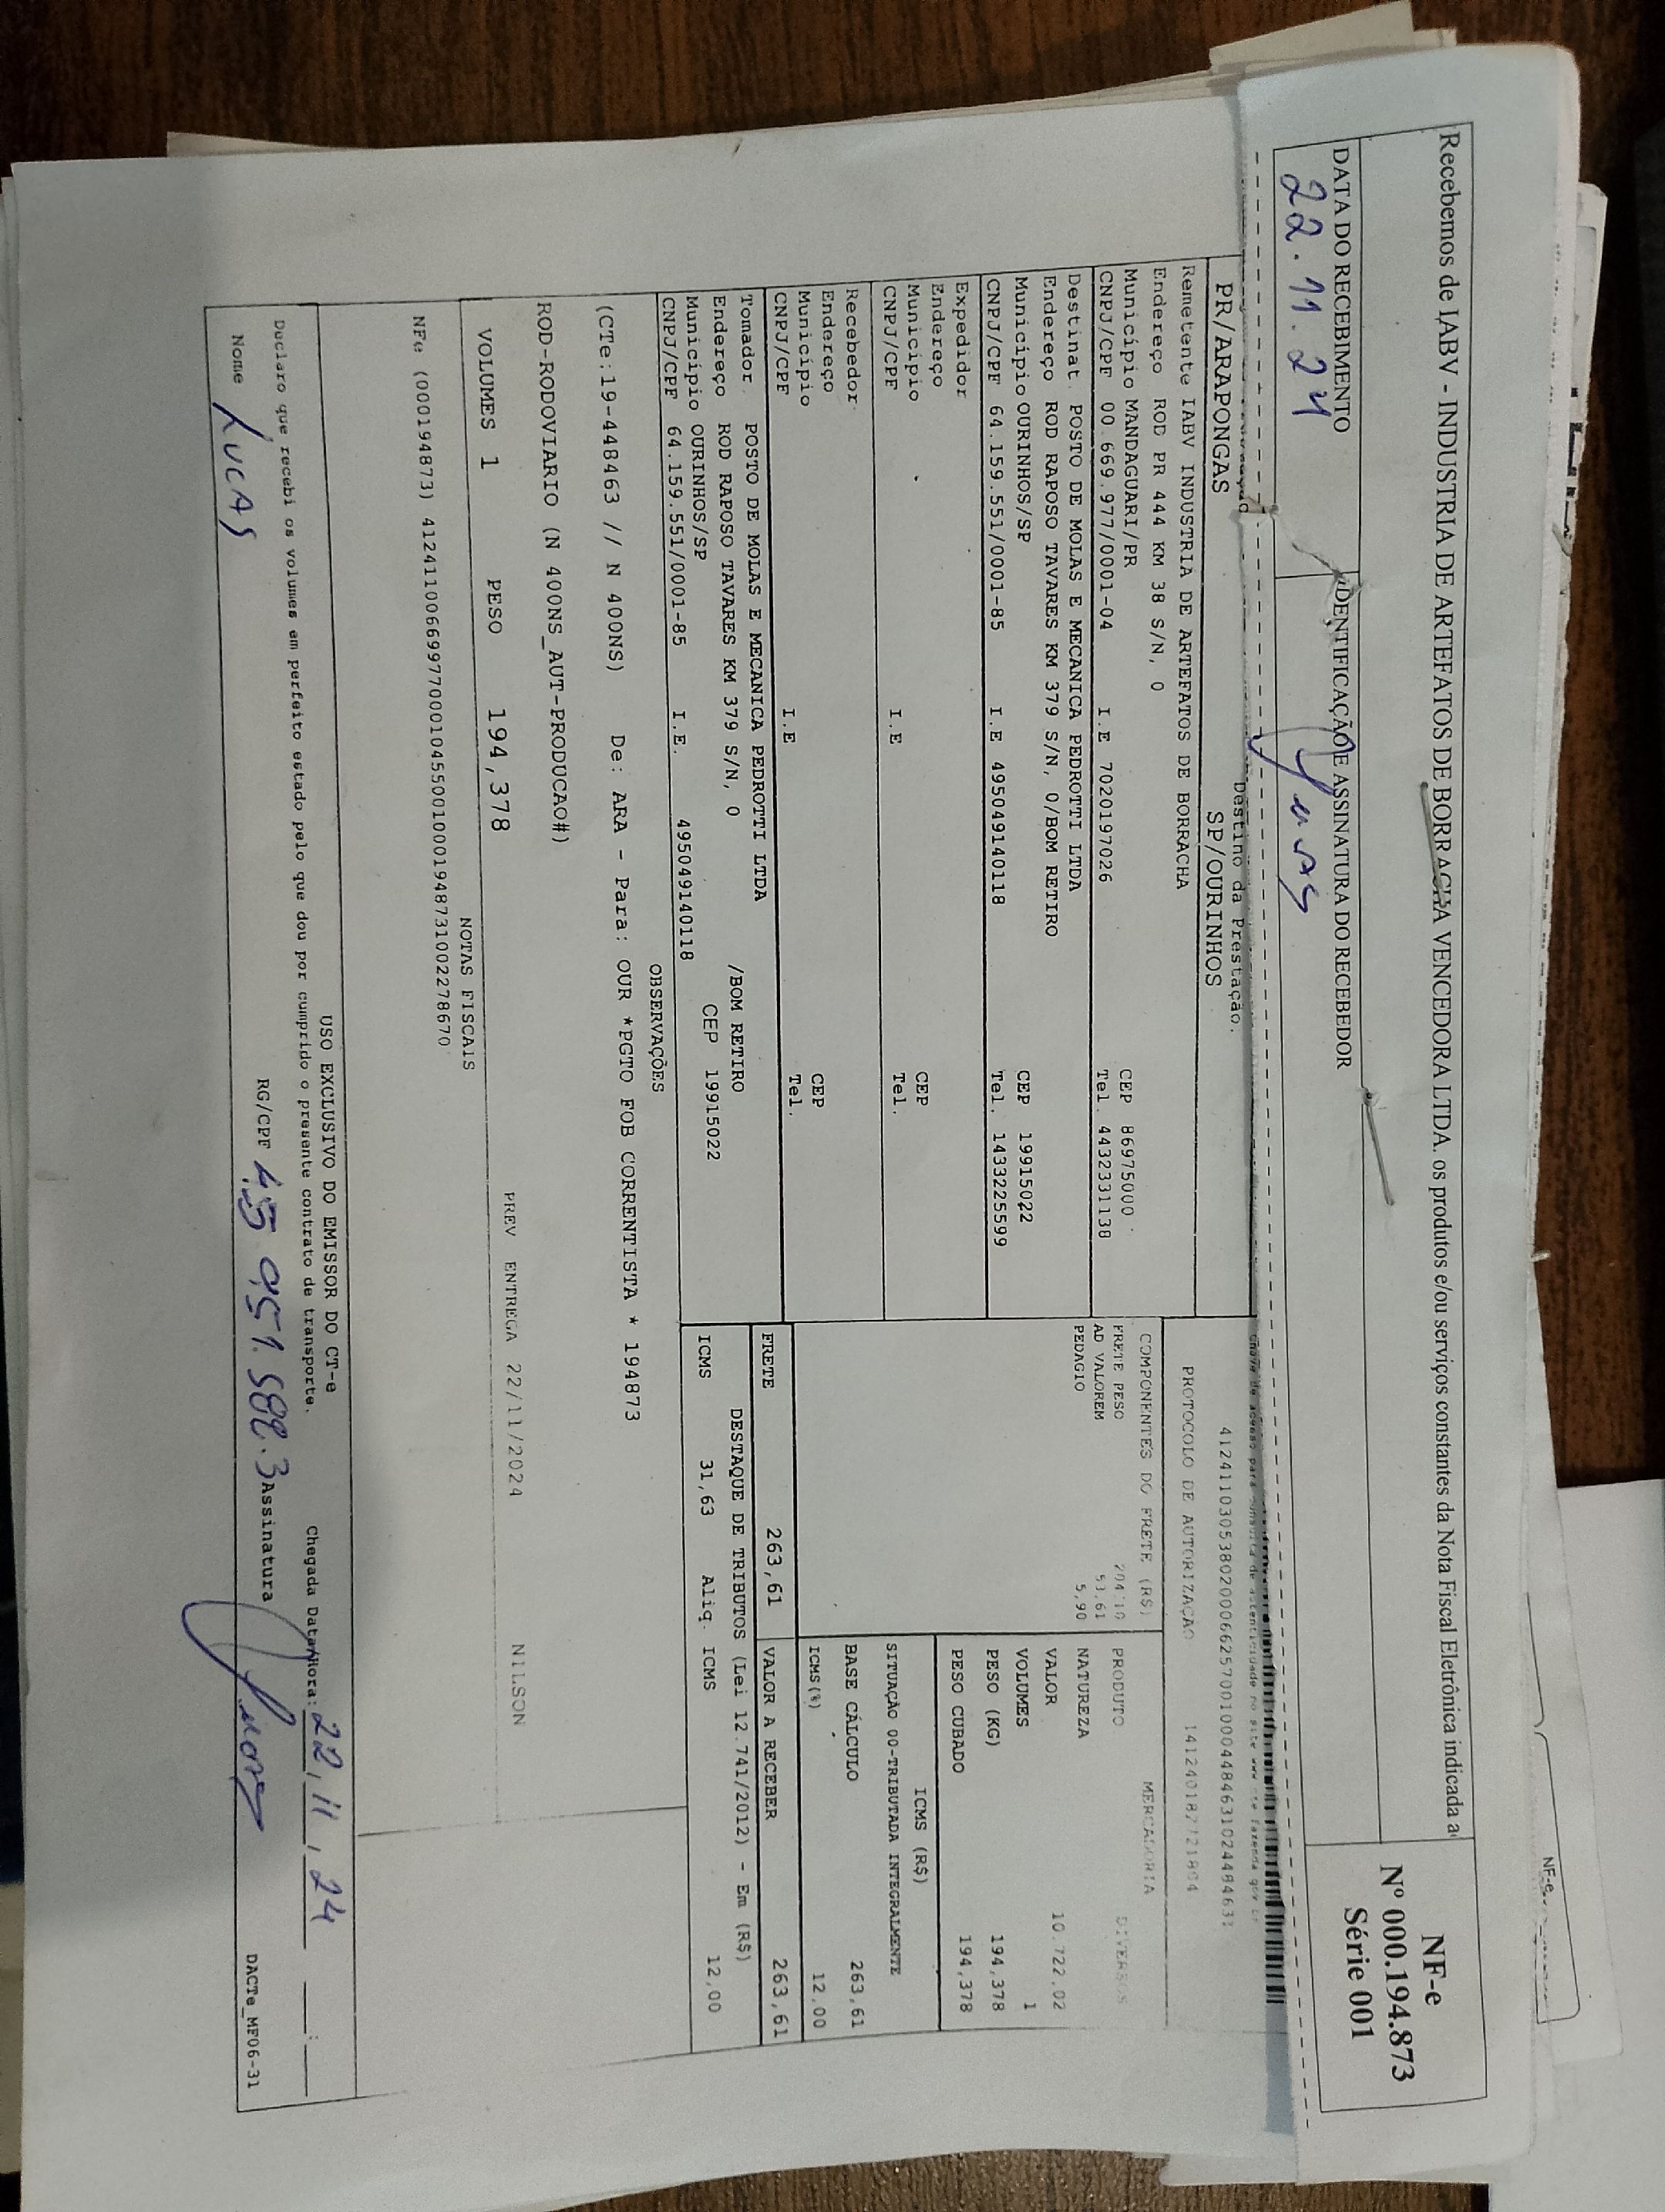 Recebemos de IABV - INDUSTRIA DE ARTEFATOS DE BORRACHA VENCEDORA LTDA. os produtos e/ou serviços constantes da Nota Fiscal Eletrônica indicada a
NF-e
Nº 000.194.873
Série 001
DATA DO RECEBIMENTO
22.11.24
IDENTIFICAÇÃO E ASSINATURA DO RECEBEDOR
Destino da Prestação.
PR/ARAPONGAS SP/OURINHOS
Remetente IABV INDUSTRIA DE ARTEFATOS DE BORRACHA
Endereço ROD PR 444 KM 38 S/N, 0
Município MANDAGUARI/PR CEP 86975000
CNPJ/CPF 00.669.977/0001-04 I.E 7020197026 Tel. 4432331138
Destinat. POSTO DE MOLAS E MECANICA PEDROTTI LTDA
Endereço ROD RAPOSO TAVARES KM 379 S/N, 0/BOM RETIRO
Município OURINHOS/SP CEP 19915022
CNPJ/CPF 64.159.551/0001-85 I.E 495049140118 Tel. 1433225599
Expedidor
Endereço
Município CEP
CNPJ/CPF I.E Tel.
Recebedor
Endereço
Município CEP
CNPJ/CPF I.E Tel.
Tomador POSTO DE MOLAS E MECANICA PEDROTTI LTDA
Endereço ROD RAPOSO TAVARES KM 379 S/N, 0 /BOM RETIRO
Município OURINHOS/SP CEP 19915022
CNPJ/CPF 64.159.551/0001-85 I.E. 495049140118
PROTOCOLO DE AUTORIZAÇÃO
COMPONENTES DO FRETE (R$)
FRETE PESO 204,10
AD VALOREM 53,61
PEDAGIO 5,90
MERCADORIA
PRODUTO DIVERSOS
NATUREZA
VALOR 10.722,02
VOLUMES 1
PESO (KG) 194,378
PESO CUBADO 194,378
ICMS (R$)
SITUAÇÃO 00-TRIBUTADA INTEGRALMENTE
BASE CÁLCULO 263,61
ICMS(%) 12,00
FRETE 263,61 VALOR A RECEBER 263,61
DESTAQUE DE TRIBUTOS (Lei 12.741/2012) - Em (R$)
ICMS 31,63 Aliq. ICMS 12,00
OBSERVAÇÕES
(CTe:19-448463 // N 400NS) De: ARA - Para: OUR *PGTO FOB CORRENTISTA * 194873
ROD-RODOVIARIO (N 400NS_AUT-PRODUCAO#)
VOLUMES 1 PESO 194,378 PREV ENTREGA 22/11/2024 NILSON
NOTAS FISCAIS
NFe (000194873) 41241100669977000104550010001948731002278670
USO EXCLUSIVO DO EMISSOR DO CT-e
Declaro que recebi os volumes em perfeito estado pelo que dou por cumprido o presente contrato de transporte. Chegada Data/Hora: 22/11/24 :
Nome Lucas RG/CPF Assinatura
DACTe_MF06-31
NF-e